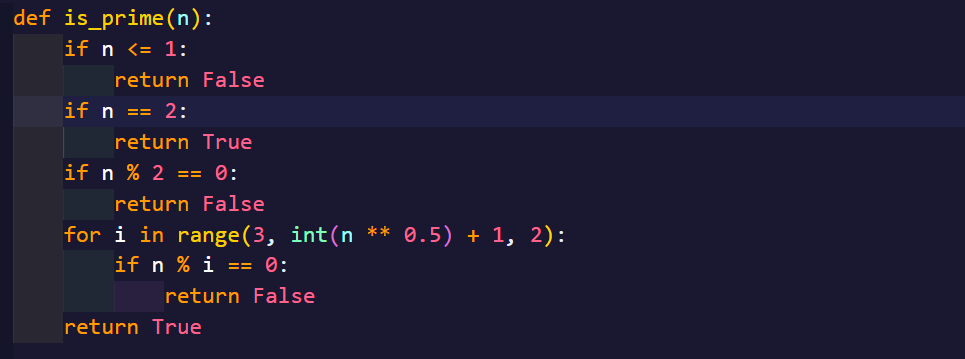 def is_prime(n):
    if n <= 1:
        return False
    if n == 2:
        return True
    if n % 2 == 0:
        return False
    for i in range(3, int(n ** 0.5) + 1, 2):
        if n % i == 0:
            return False
    return True